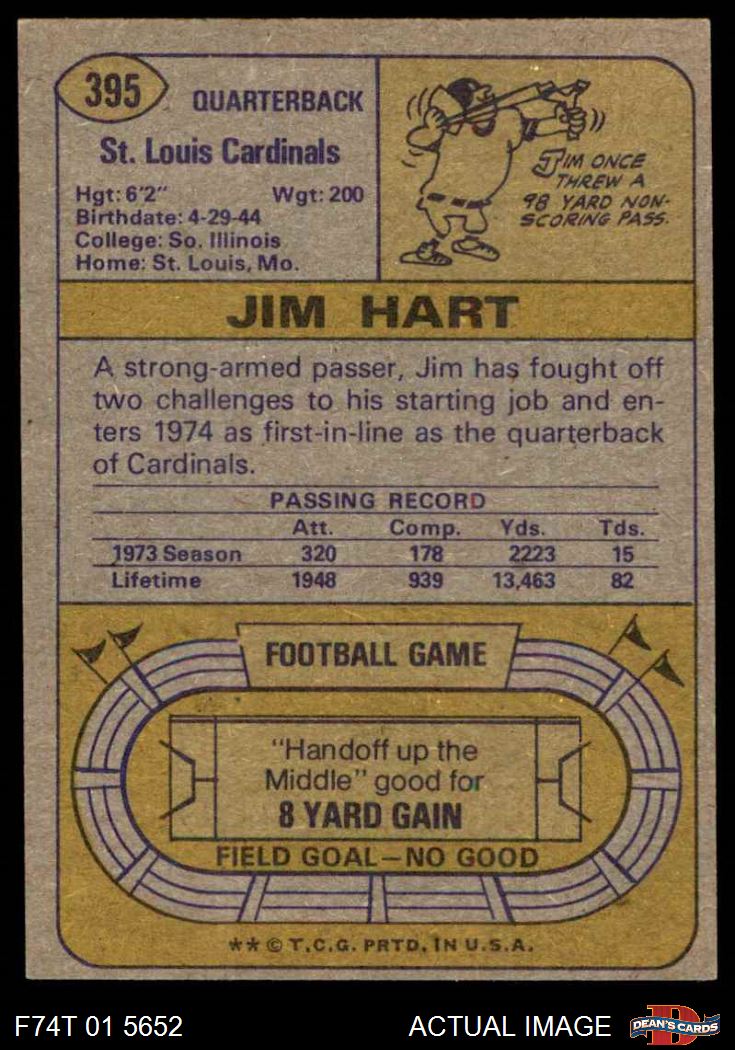 395
QUARTERBACK
St. Louis Cardinals
Hgt: 6'2" Wgt: 200
Birthdate: 4-29-44
College: So. Illinois
Home: St. Louis, Mo.
JIM ONCE
THREW A
98 YARD NON-
SCORING PASS.
JIM HART
A strong-armed passer, Jim has fought off
two challenges to his starting job and en-
ters 1974 as first-in-line as the quarterback
of Cardinals.
PASSING RECORD
Att. Comp. Yds. Tds.
1973 Season 320 178 2223 15
Lifetime 1948 939 13,463 82
FOOTBALL GAME
"Handoff up the
Middle" good for
8 YARD GAIN
FIELD GOAL—NO GOOD
** © T.C.G. PRTD. IN U.S.A.
F74T 01 5652 ACTUAL IMAGE
D
DEAN'S CARDS